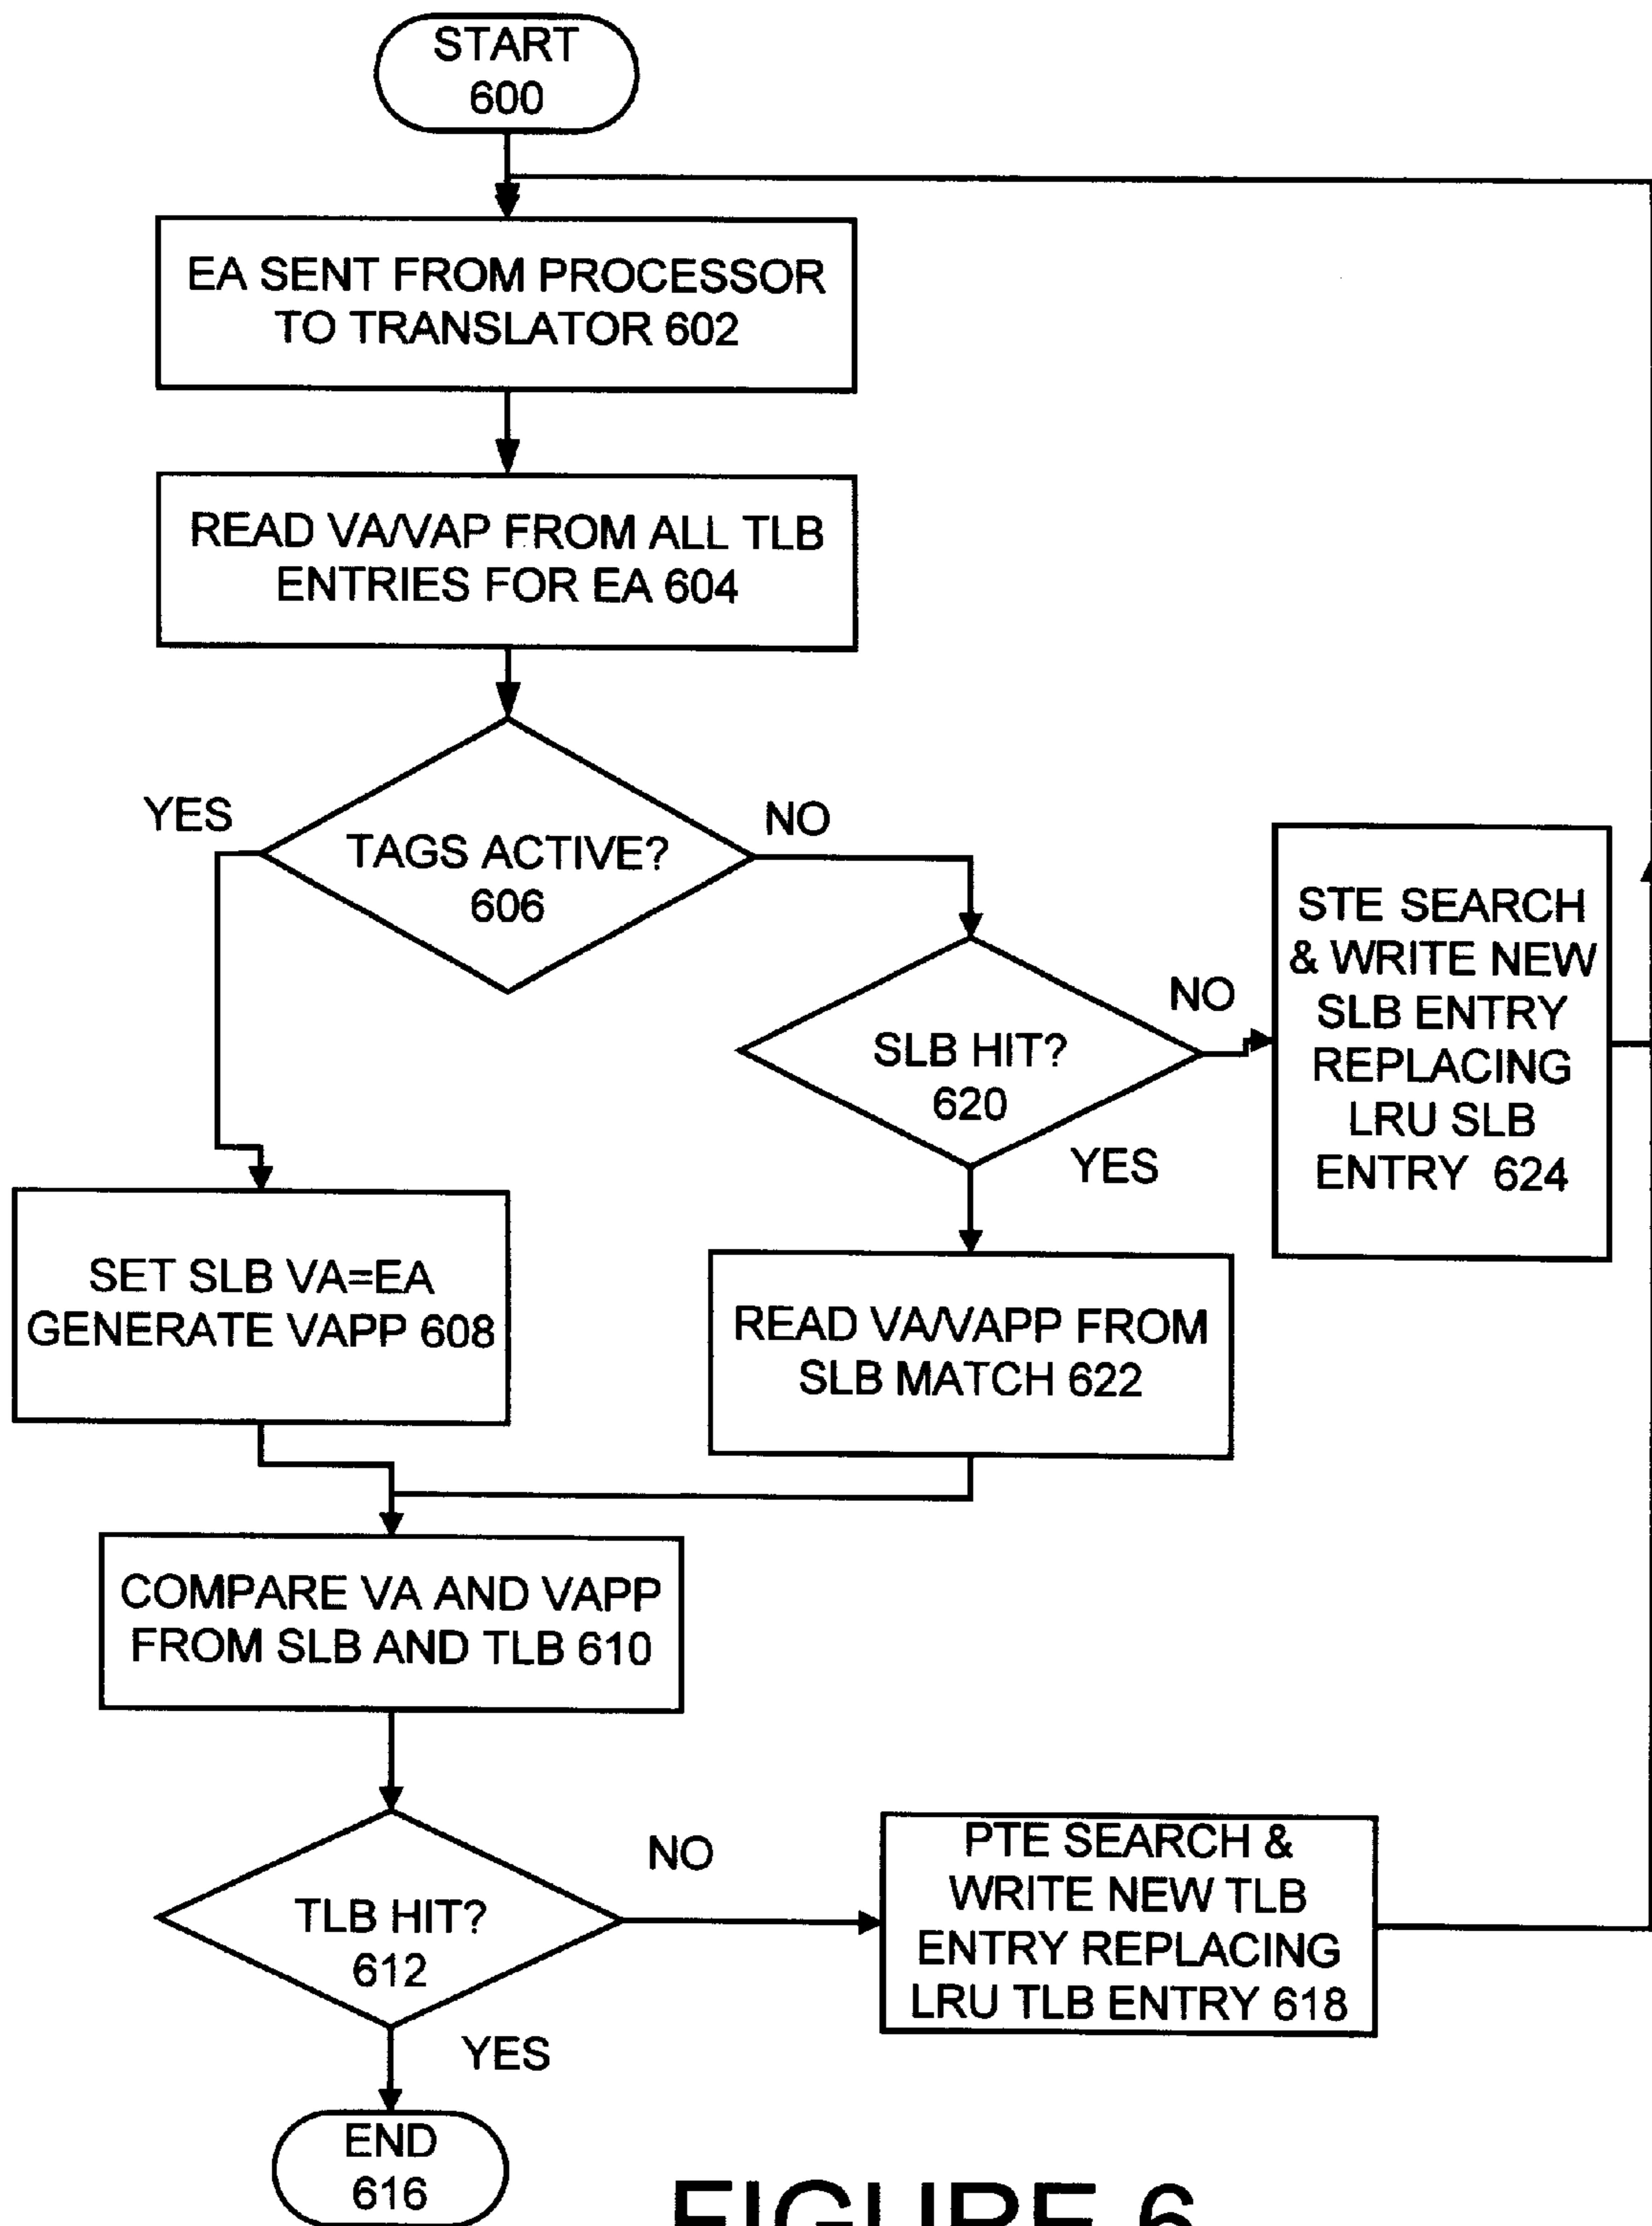 START
600
EA SENT FROM PROCESSOR
TO TRANSLATOR 602
READ VA/VAP FROM ALL TLB
ENTRIES FOR EA 604
YES
NO
TAGS ACTIVE?
606
NO
SLB HIT?
620
YES
STE SEARCH
& WRITE NEW
SLB ENTRY
REPLACING
LRU SLB
ENTRY 624
SET SLB VA=EA
GENERATE VAPP 608
READ VA/VAPP FROM
SLB MATCH 622
COMPARE VA AND VAPP
FROM SLB AND TLB 610
NO
TLB HIT?
612
YES
PTE SEARCH &
WRITE NEW TLB
ENTRY REPLACING
LRU TLB ENTRY 618
END
616
FIGURE 6